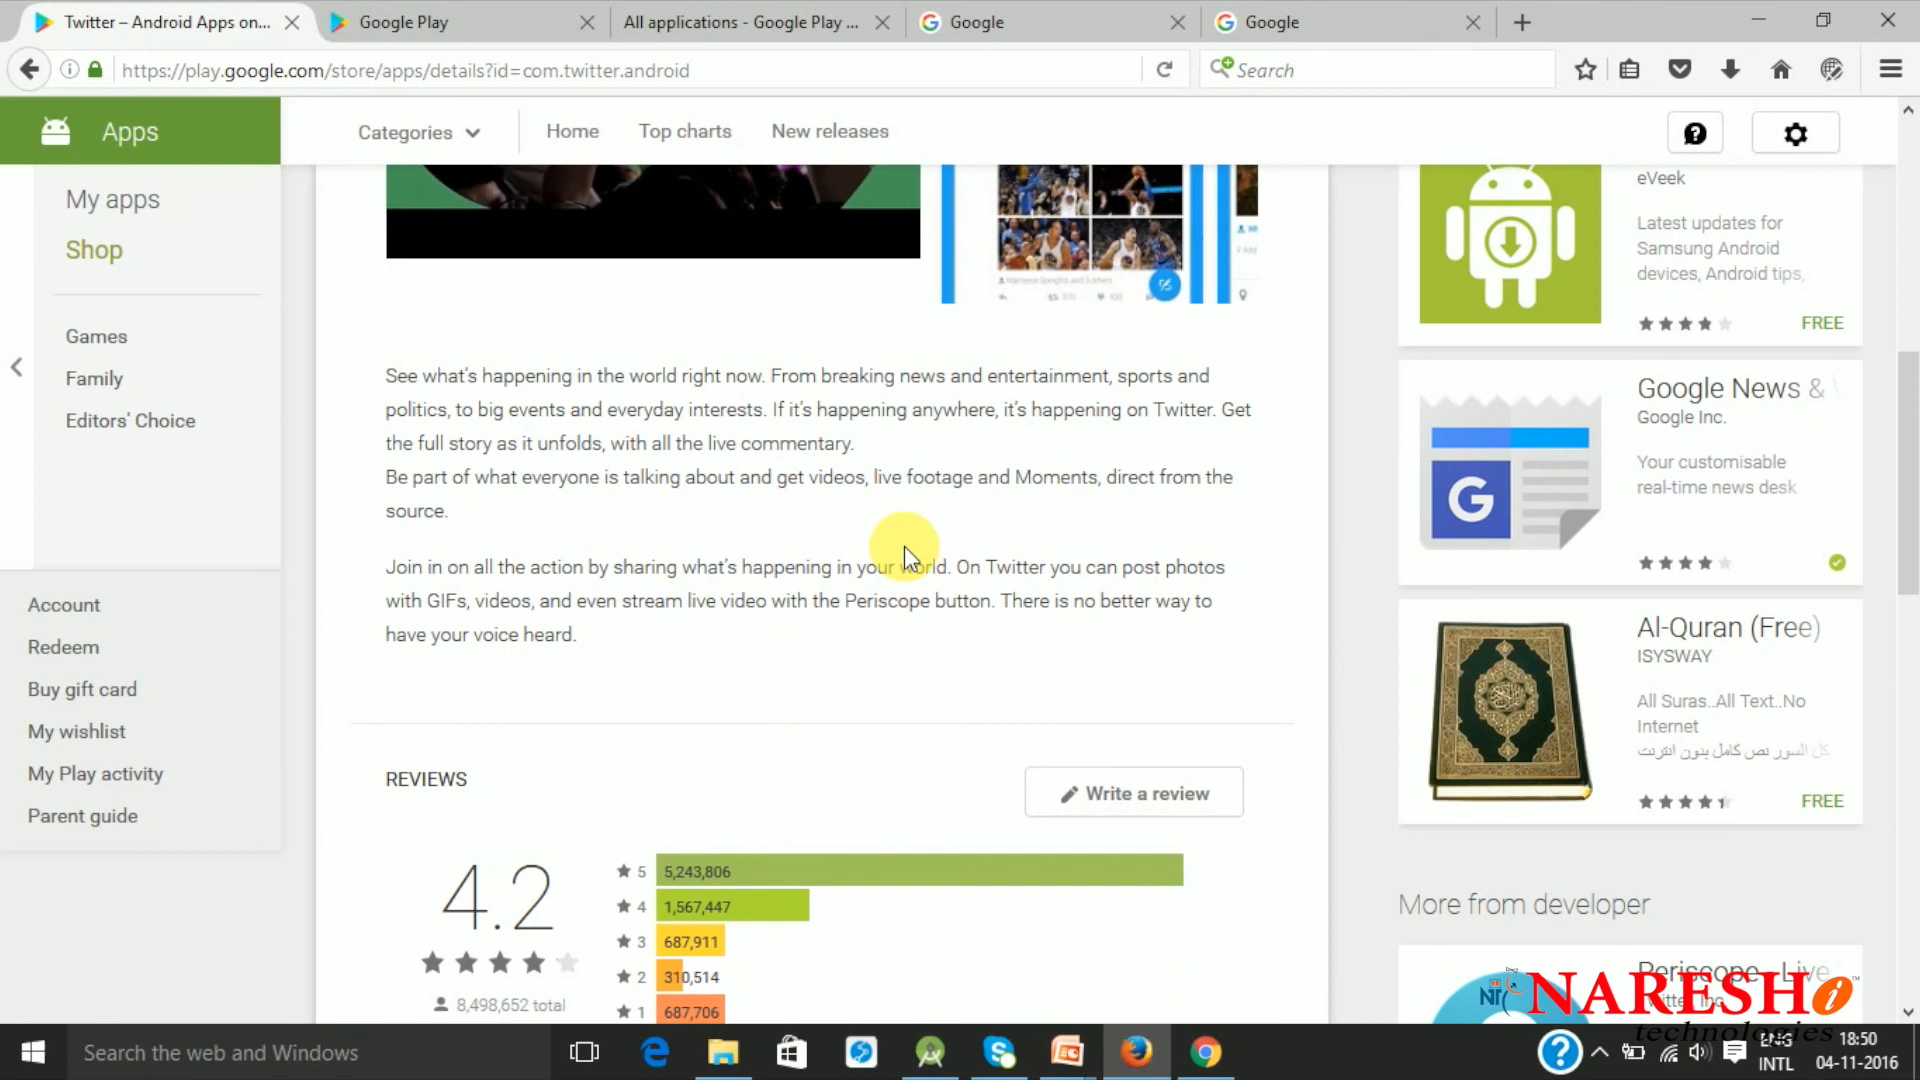 Twitter – Android Apps on...
Google Play
All applications - Google Play ...
Google
Google
https://play.google.com/store/apps/details?id=com.twitter.android
Search
Apps
Categories
Home
Top charts
New releases
My apps
Shop
Games
Family
Editors' Choice
Account
Redeem
Buy gift card
My wishlist
My Play activity
Parent guide
See what's happening in the world right now. From breaking news and entertainment, sports and
politics, to big events and everyday interests. If it's happening anywhere, it's happening on Twitter. Get
the full story as it unfolds, with all the live commentary.
Be part of what everyone is talking about and get videos, live footage and Moments, direct from the
source.
Join in on all the action by sharing what's happening in your world. On Twitter you can post photos
with GIFs, videos, and even stream live video with the Periscope button. There is no better way to
have your voice heard.
REVIEWS
Write a review
4.2
8,498,652 total
5 5,243,806
4 1,567,447
3 687,911
2 310,514
1 687,706
eVeek
Latest updates for
Samsung Android
devices, Android tips,
FREE
Google News &
Google Inc.
Your customisable
real-time news desk
Al-Quran (Free)
ISYSWAY
All Suras..All Text..No
Internet
كل السور نص كامل بدون انترنت
FREE
More from developer
Periscope - Live
Twitter, Inc.
NARESH i
technologies
Search the web and Windows
ENG
INTL
18:50
04-11-2016